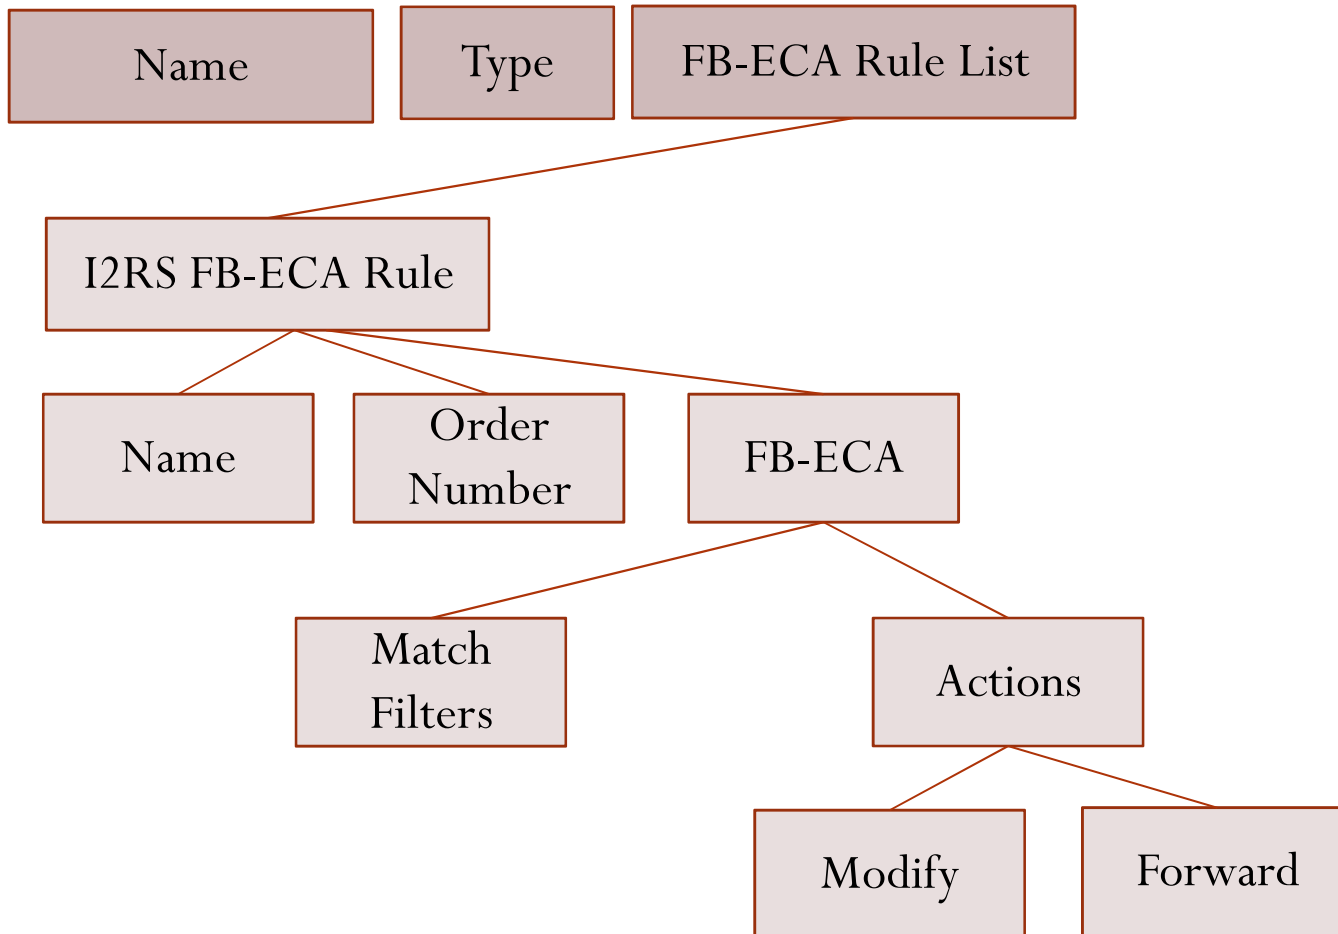 Name
Type
FB-ECA Rule List
I2RS FB-ECA Rule
Name
Order
Number
FB-ECA
Match
Filters
Actions
Modify
Forward